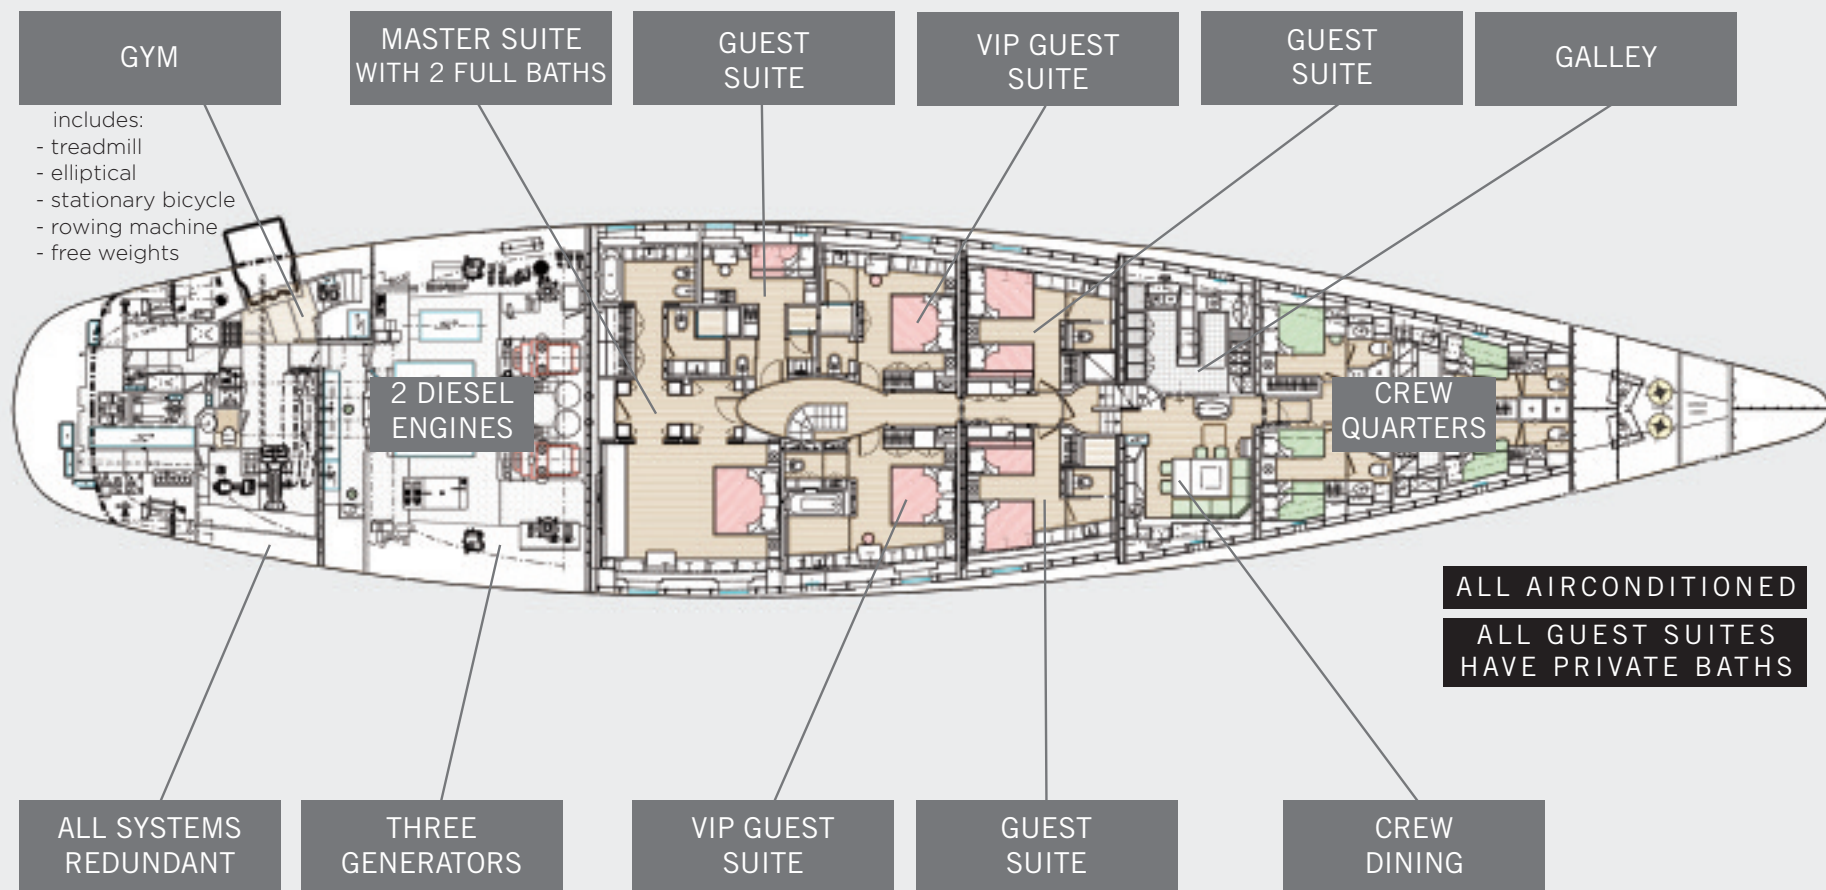 GYM
includes:
- treadmill
- elliptical
- stationary bicycle
- rowing machine
- free weights
MASTER SUITE
WITH 2 FULL BATHS
GUEST
SUITE
VIP GUEST
SUITE
GUEST
SUITE
GALLEY
2 DIESEL
ENGINES
CREW
QUARTERS
ALL AIRCONDITIONED
ALL GUEST SUITES
HAVE PRIVATE BATHS
ALL SYSTEMS
REDUNDANT
THREE
GENERATORS
VIP GUEST
SUITE
GUEST
SUITE
CREW
DINING